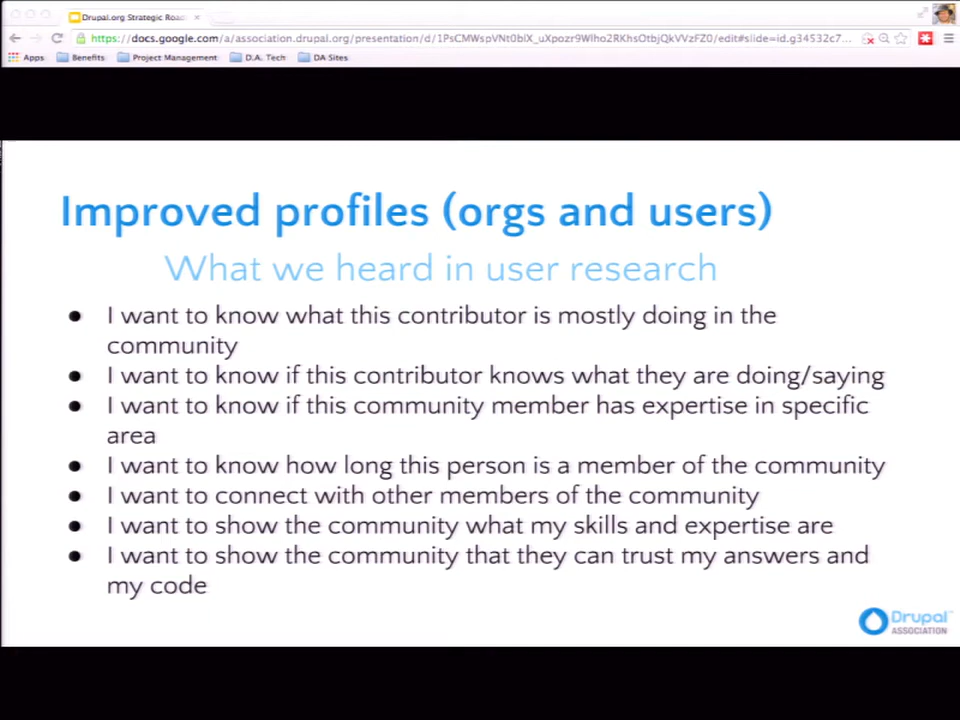 Drupal.org Strategic Road
https://docs.google.com/a/association.drupal.org/presentation/d/1PsCMWspVNt0blX_uXpozr9Wlho2RKhsOtbjQkVVzFZ0/edit#slide=id.g34532c7...
Apps Benefits Project Management D.A. Tech DA Sites
Improved profiles (orgs and users)
What we heard in user research
● I want to know what this contributor is mostly doing in the
community
● I want to know if this contributor knows what they are doing/saying
● I want to know if this community member has expertise in specific
area
● I want to know how long this person is a member of the community
● I want to connect with other members of the community
● I want to show the community what my skills and expertise are
● I want to show the community that they can trust my answers and
my code
Drupal™
ASSOCIATION